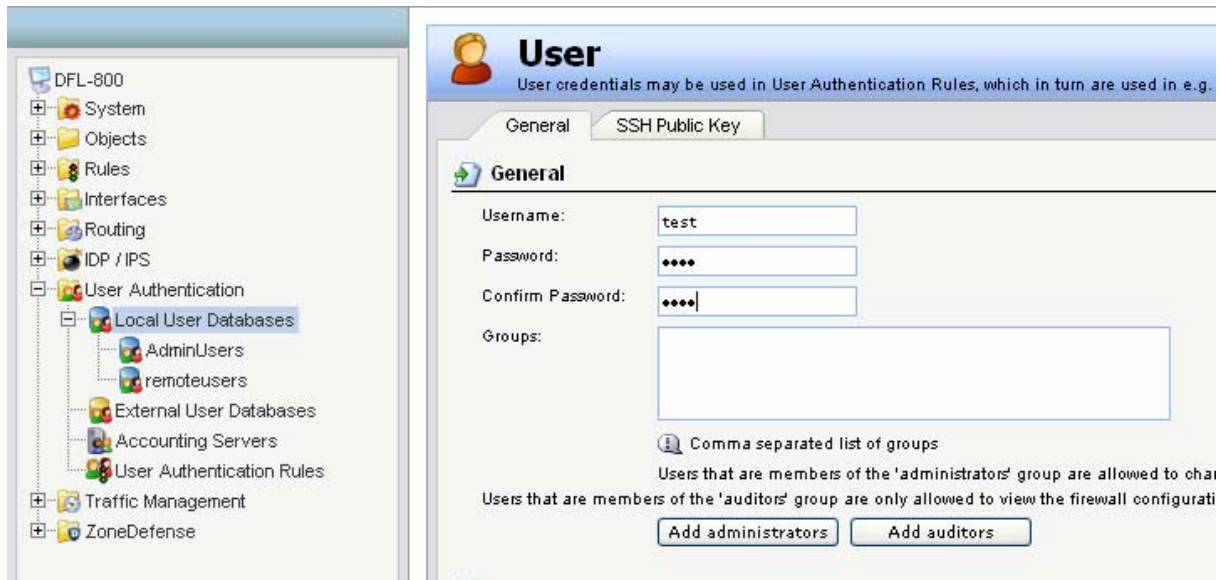 DFL-800
System
Objects
Rules
Interfaces
Routing
IDP / IPS
User Authentication
Local User Databases
AdminUsers
remoteusers
External User Databases
Accounting Servers
User Authentication Rules
Traffic Management
ZoneDefense
User
User credentials may be used in User Authentication Rules, which in turn are used in e.g.
General
SSH Public Key
General
Username:
test
Password:
••••
Confirm Password:
••••
Groups:
Comma separated list of groups
Users that are members of the 'administrators' group are allowed to char
Users that are members of the 'auditors' group are only allowed to view the firewall configurati
Add administrators
Add auditors